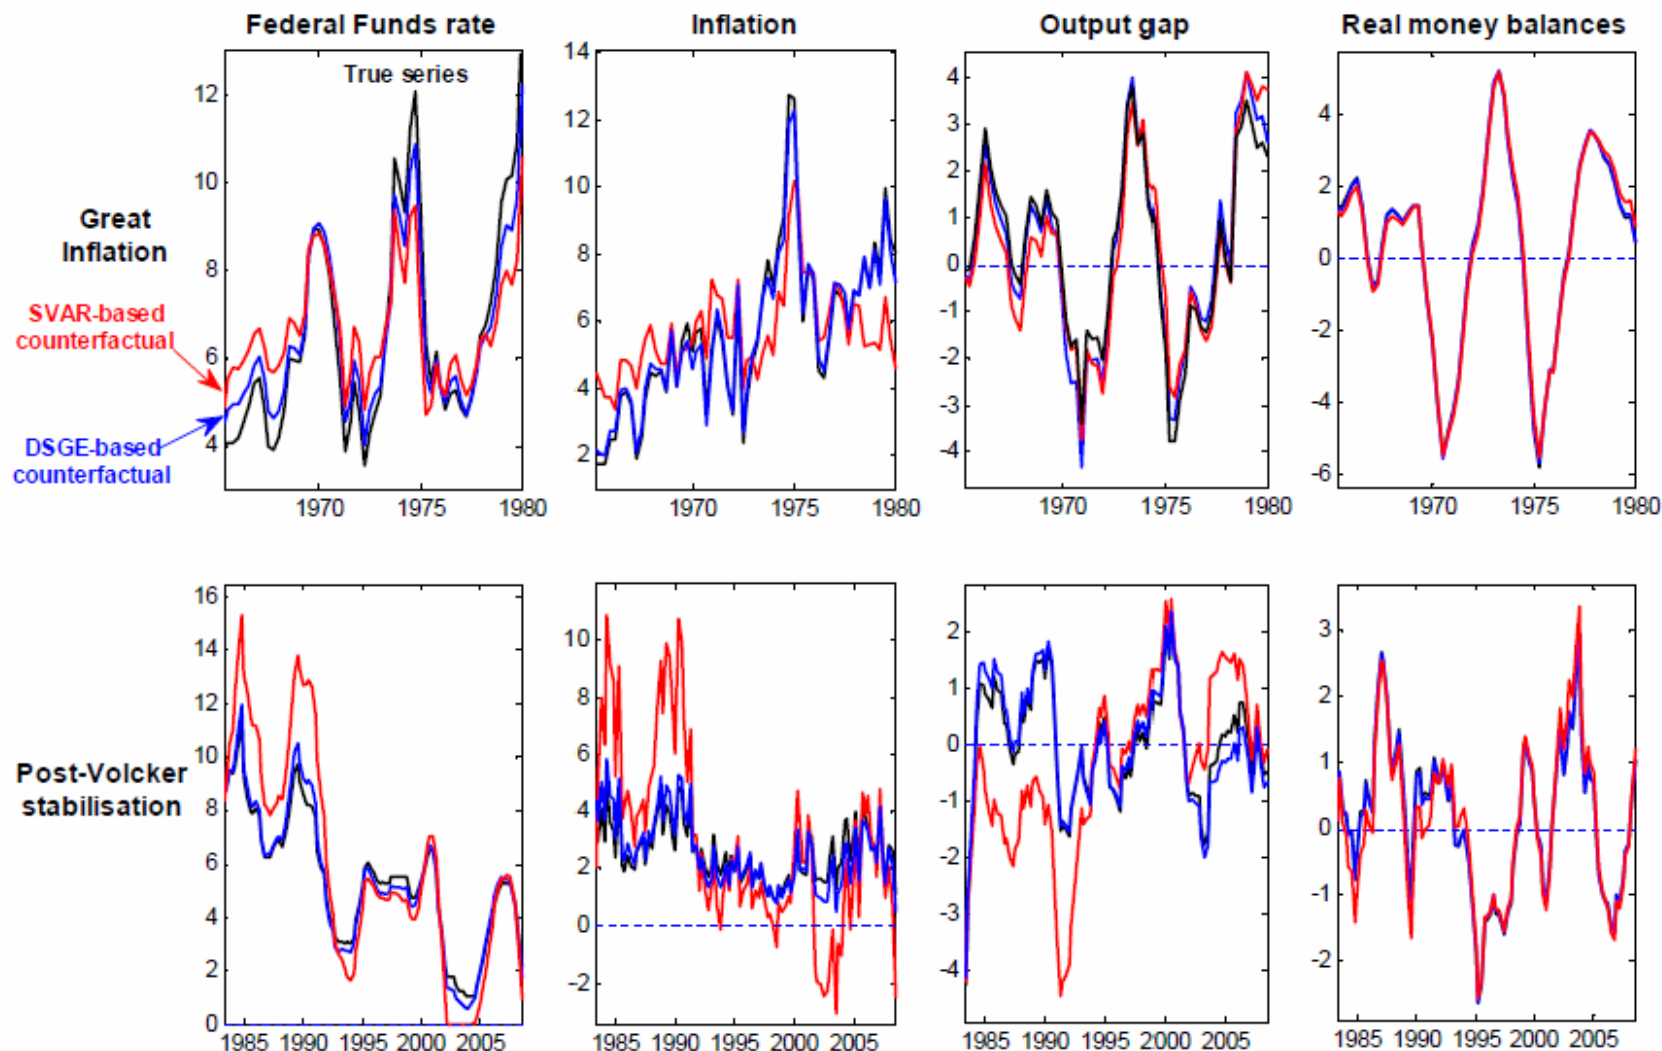 Federal Funds rate
Inflation
Output gap
Real money balances
True series
12
10
8
6
4
1970 1975 1980
14
12
10
8
6
4
2
1970 1975 1980
4
3
2
1
0
-1
-2
-3
-4
1970 1975 1980
4
2
0
-2
-4
-6
1970 1975 1980
Great
Inflation
SVAR-based
counterfactual
DSGE-based
counterfactual
Post-Volcker
stabilisation
16
14
12
10
8
6
4
2
0
1985 1990 1995 2000 2005
10
8
6
4
2
0
-2
1985 1990 1995 2000 2005
2
1
0
-1
-2
-3
-4
1985 1990 1995 2000 2005
3
2
1
0
-1
-2
1985 1990 1995 2000 2005